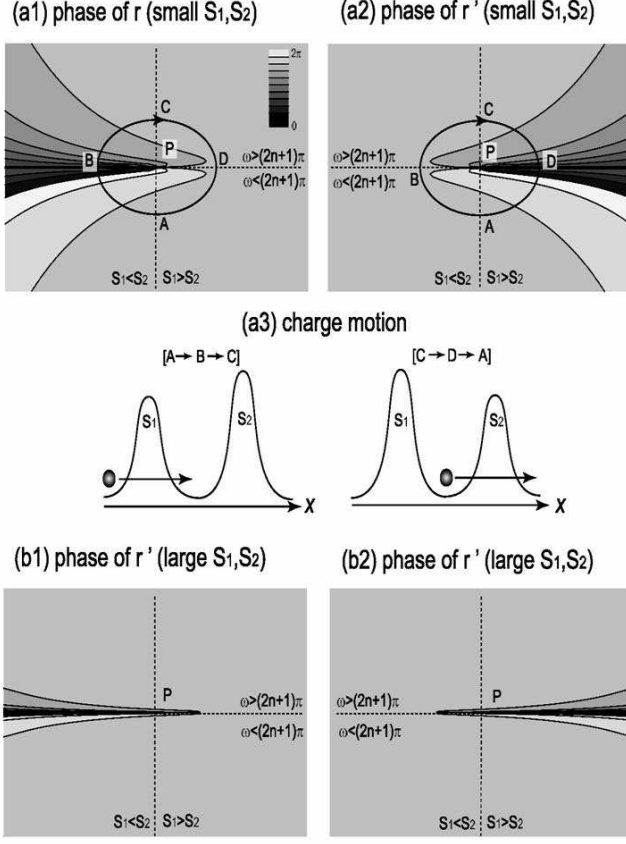 (a1) phase of r (small S₁,S₂)
(a2) phase of r ' (small S₁,S₂)
2π
0
C
P
B
D
ω>(2n+1)π
ω<(2n+1)π
A
S₁<S₂
S₁>S₂
C
P
ω>(2n+1)π
D
B
ω<(2n+1)π
A
S₁<S₂
S₁>S₂
(a3) charge motion
[A→ B → C]
[C → D → A]
S₁
S₂
X
S₁
S₂
X
(b1) phase of r ' (large S₁,S₂)
(b2) phase of r ' (large S₁,S₂)
P
ω>(2n+1)π
ω<(2n+1)π
S₁<S₂
S₁>S₂
P
ω>(2n+1)π
ω<(2n+1)π
S₁<S₂
S₁>S₂